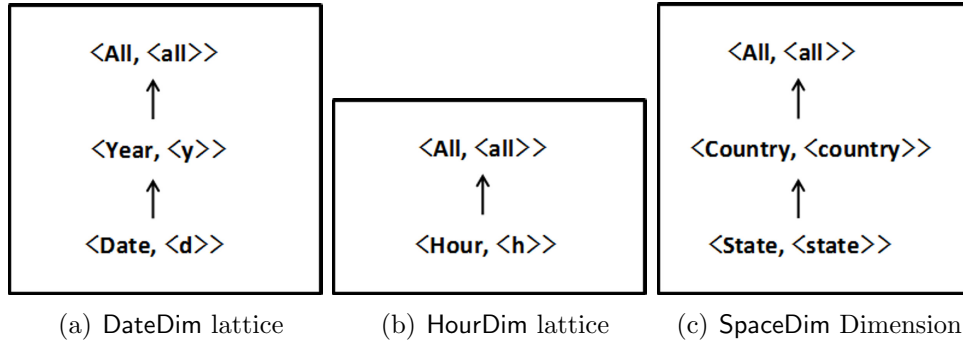 <All, <all>>
<Year, <y>>
<Date, <d>>
(a) DateDim lattice
<All, <all>>
<Hour, <h>>
(b) HourDim lattice
<All, <all>>
<Country, <country>>
<State, <state>>
(c) SpaceDim Dimension